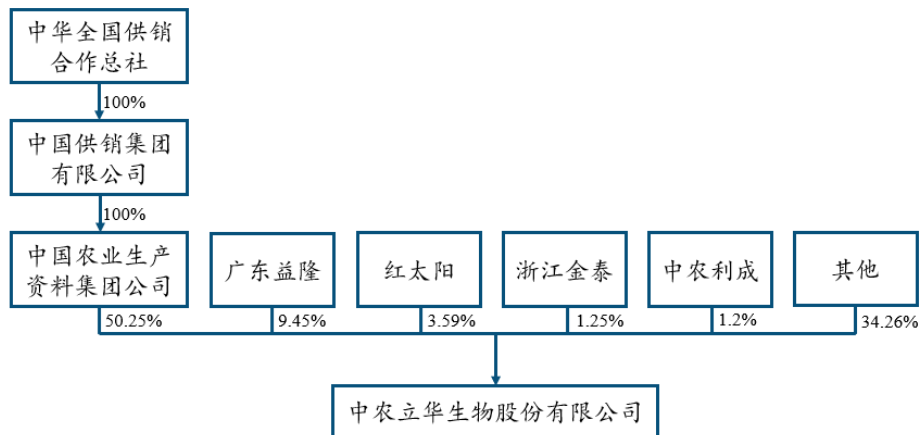 中华全国供销
合作总社
100%
中国供销集团
有限公司
100%
中国农业生产
资料集团公司
广东益隆
红太阳
浙江金泰
中农利成
其他
50.25%
9.45%
3.59%
1.25%
1.2%
34.26%
中农立华生物股份有限公司